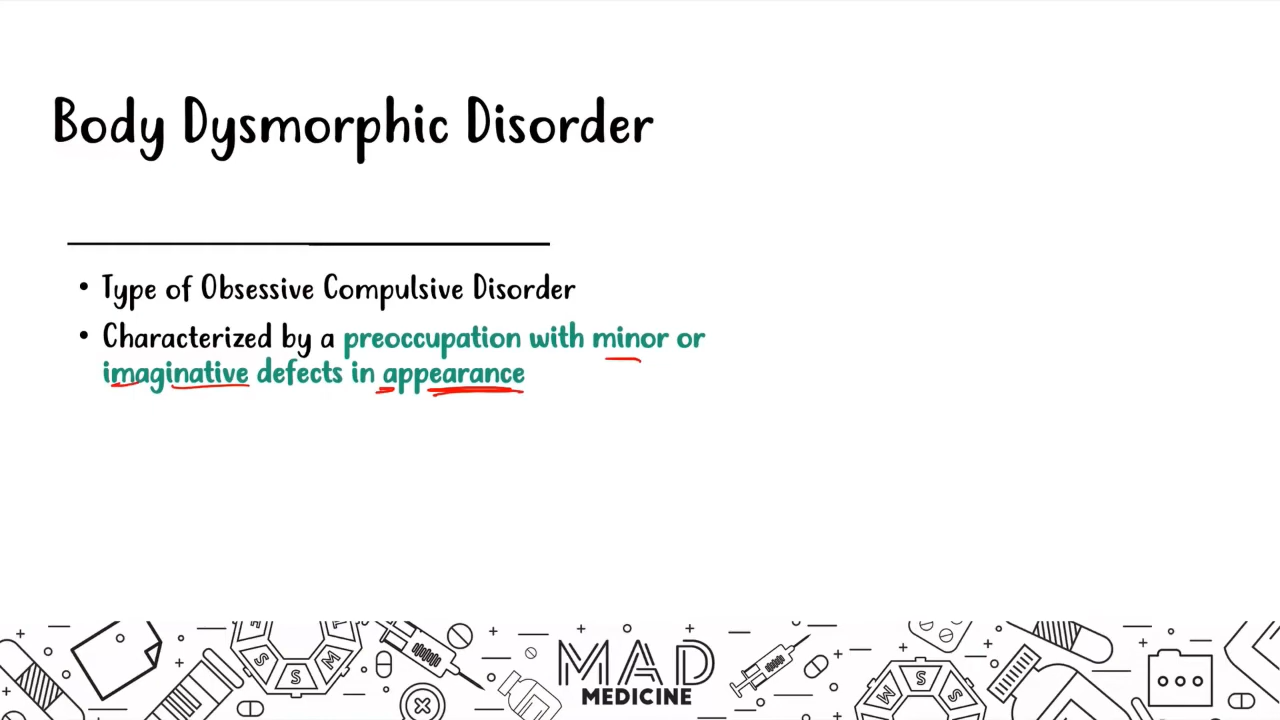 Body Dysmorphic Disorder
• Type of Obsessive Compulsive Disorder
• Characterized by a preoccupation with minor or
imaginative defects in appearance
S
S
M
MAD
MEDICINE
M
S
S